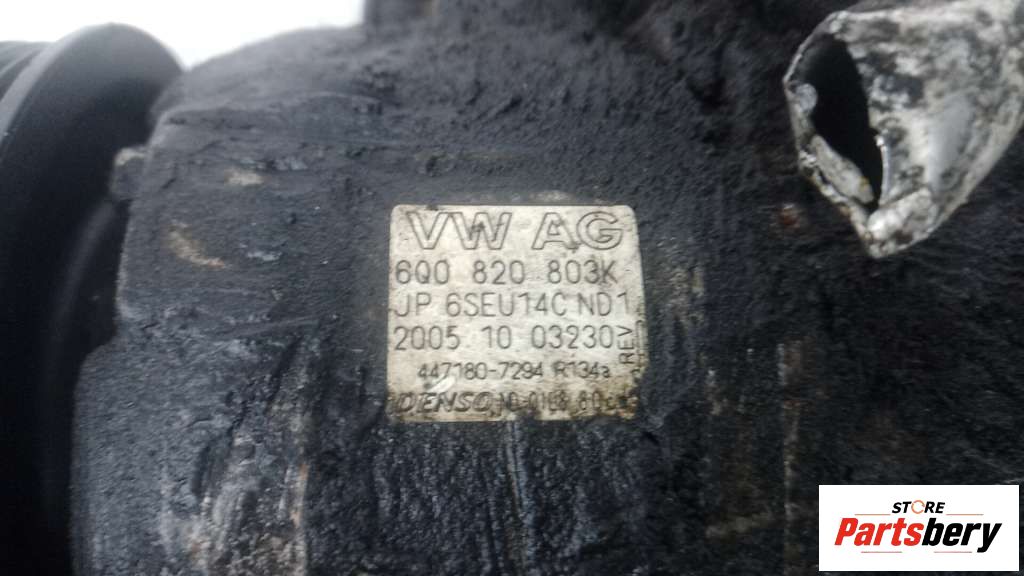 VW AG
6Q0 820 803K
JP 6SEU14C ND1
2005 10 03230
REV
447180-7294 R134a
DENSO
STORE
Partsbery